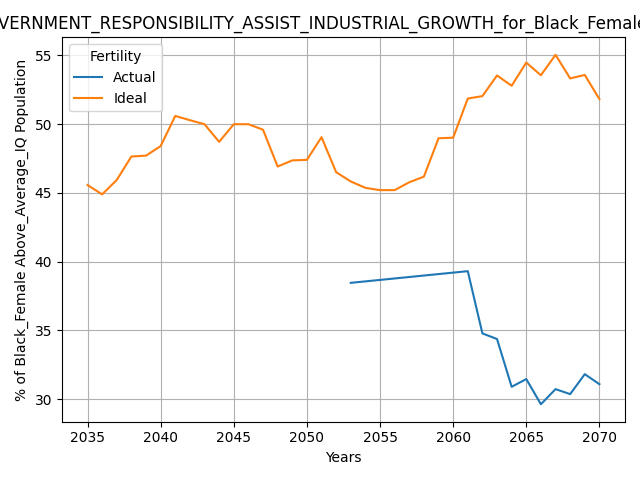 VERNMENT_RESPONSIBILITY_ASSIST_INDUSTRIAL_GROWTH_for_Black_Female
Fertility
Actual
Ideal
% of Black_Female Above_Average_IQ Population
55
50
45
40
35
30
2035 2040 2045 2050 2055 2060 2065 2070
Years